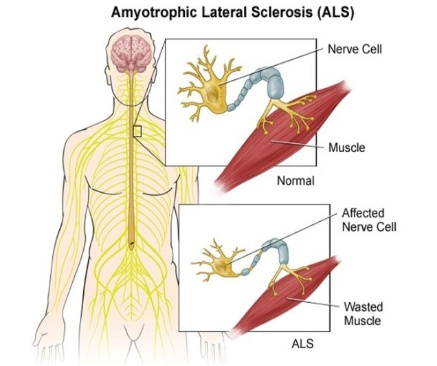 Amyotrophic Lateral Sclerosis (ALS)
Nerve Cell
Muscle
Normal
Affected
Nerve Cell
Wasted
Muscle
ALS